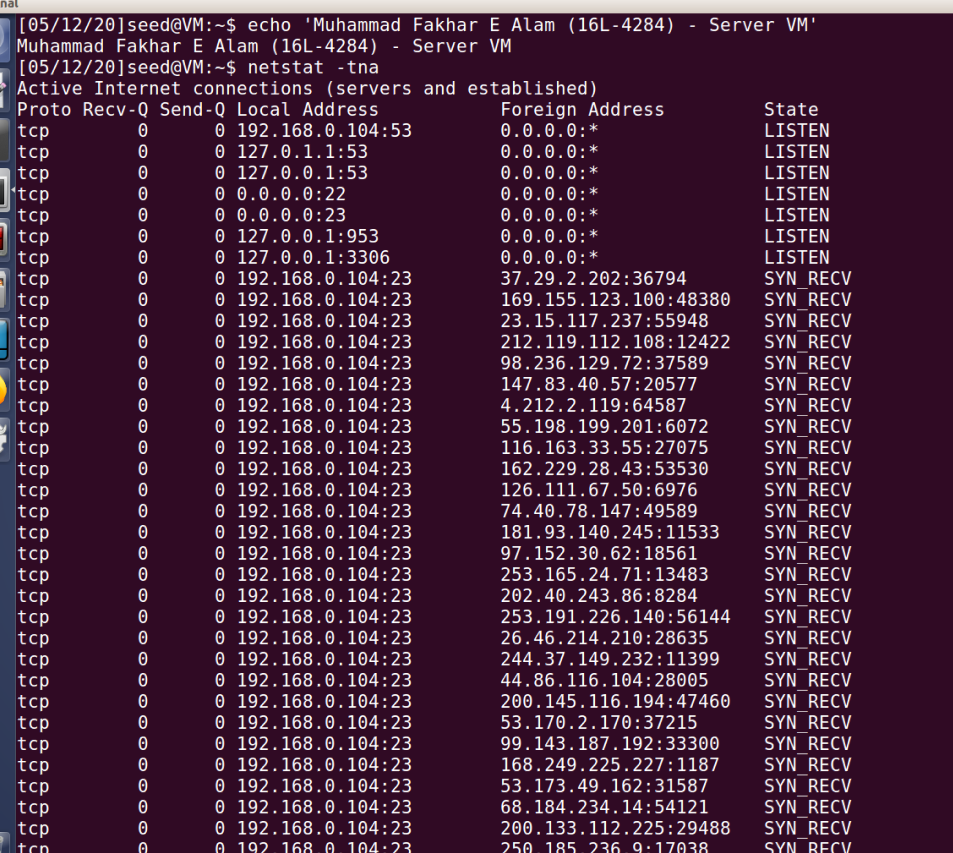 nal
[05/12/20]seed@VM:~$ echo 'Muhammad Fakhar E Alam (16L-4284) - Server VM'
Muhammad Fakhar E Alam (16L-4284) - Server VM
[05/12/20]seed@VM:~$ netstat -tna
Active Internet connections (servers and established)
Proto Recv-Q Send-Q Local Address           Foreign Address         State
tcp        0      0 192.168.0.104:53        0.0.0.0:*               LISTEN
tcp        0      0 127.0.1.1:53            0.0.0.0:*               LISTEN
tcp        0      0 127.0.0.1:53            0.0.0.0:*               LISTEN
tcp        0      0 0.0.0.0:22              0.0.0.0:*               LISTEN
tcp        0      0 0.0.0.0:23              0.0.0.0:*               LISTEN
tcp        0      0 127.0.0.1:953           0.0.0.0:*               LISTEN
tcp        0      0 127.0.0.1:3306          0.0.0.0:*               LISTEN
tcp        0      0 192.168.0.104:23        37.29.2.202:36794       SYN_RECV
tcp        0      0 192.168.0.104:23        169.155.123.100:48380   SYN_RECV
tcp        0      0 192.168.0.104:23        23.15.117.237:55948     SYN_RECV
tcp        0      0 192.168.0.104:23        212.119.112.108:12422   SYN_RECV
tcp        0      0 192.168.0.104:23        98.236.129.72:37589     SYN_RECV
tcp        0      0 192.168.0.104:23        147.83.40.57:20577      SYN_RECV
tcp        0      0 192.168.0.104:23        4.212.2.119:64587       SYN_RECV
tcp        0      0 192.168.0.104:23        55.198.199.201:6072     SYN_RECV
tcp        0      0 192.168.0.104:23        116.163.33.55:27075     SYN_RECV
tcp        0      0 192.168.0.104:23        162.229.28.43:53530     SYN_RECV
tcp        0      0 192.168.0.104:23        126.111.67.50:6976      SYN_RECV
tcp        0      0 192.168.0.104:23        74.40.78.147:49589      SYN_RECV
tcp        0      0 192.168.0.104:23        181.93.140.245:11533    SYN_RECV
tcp        0      0 192.168.0.104:23        97.152.30.62:18561      SYN_RECV
tcp        0      0 192.168.0.104:23        253.165.24.71:13483     SYN_RECV
tcp        0      0 192.168.0.104:23        202.40.243.86:8284      SYN_RECV
tcp        0      0 192.168.0.104:23        253.191.226.140:56144   SYN_RECV
tcp        0      0 192.168.0.104:23        26.46.214.210:28635     SYN_RECV
tcp        0      0 192.168.0.104:23        244.37.149.232:11399    SYN_RECV
tcp        0      0 192.168.0.104:23        44.86.116.104:28005     SYN_RECV
tcp        0      0 192.168.0.104:23        200.145.116.194:47460   SYN_RECV
tcp        0      0 192.168.0.104:23        53.170.2.170:37215      SYN_RECV
tcp        0      0 192.168.0.104:23        99.143.187.192:33300    SYN_RECV
tcp        0      0 192.168.0.104:23        168.249.225.227:1187    SYN_RECV
tcp        0      0 192.168.0.104:23        53.173.49.162:31587     SYN_RECV
tcp        0      0 192.168.0.104:23        68.184.234.14:54121     SYN_RECV
tcp        0      0 192.168.0.104:23        200.133.112.225:29488   SYN_RECV
tcp        0      0 192.168.0.104:23        250.185.236.9:17038     SYN_RECV